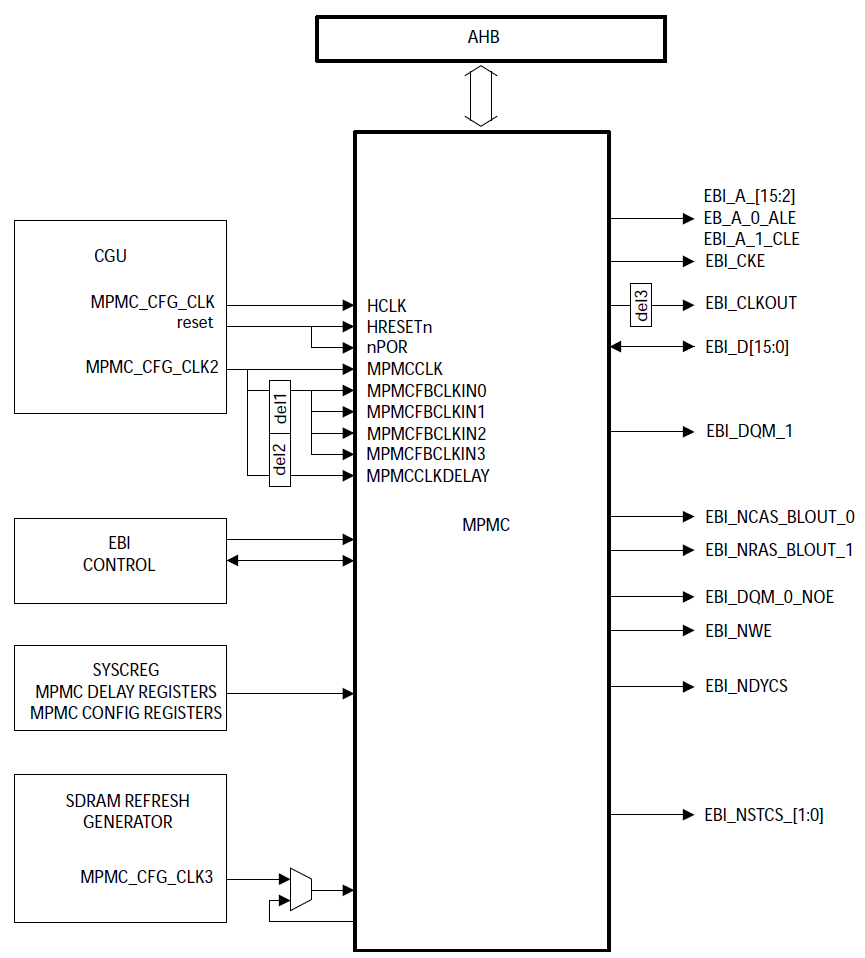 AHB
CGU
MPMC_CFG_CLK
reset
MPMC_CFG_CLK2
del1
del2
HCLK
HRESETn
nPOR
MPMCCLK
MPMCFBCLKIN0
MPMCFBCLKIN1
MPMCFBCLKIN2
MPMCFBCLKIN3
MPMCCLKDELAY
MPMC
EBI
CONTROL
SYSCREG
MPMC DELAY REGISTERS
MPMC CONFIG REGISTERS
SDRAM REFRESH
GENERATOR
MPMC_CFG_CLK3
EBI_A_[15:2]
EB_A_0_ALE
EBI_A_1_CLE
EBI_CKE
del3
EBI_CLKOUT
EBI_D[15:0]
EBI_DQM_1
EBI_NCAS_BLOUT_0
EBI_NRAS_BLOUT_1
EBI_DQM_0_NOE
EBI_NWE
EBI_NDYCS
EBI_NSTCS_[1:0]